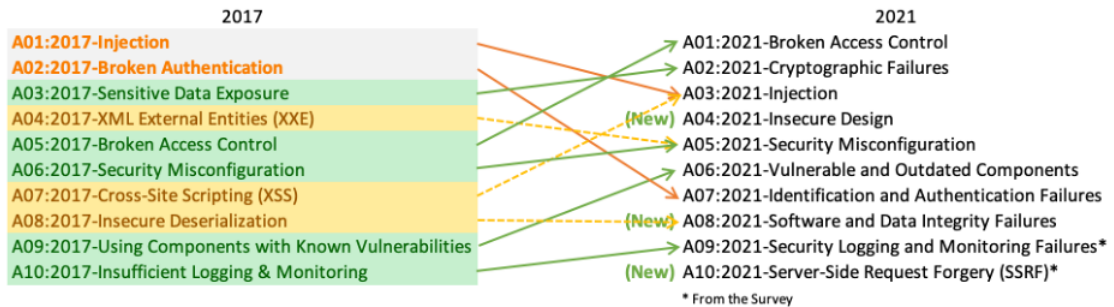 2017
A01:2017-Injection
A02:2017-Broken Authentication
A03:2017-Sensitive Data Exposure
A04:2017-XML External Entities (XXE)
A05:2017-Broken Access Control
A06:2017-Security Misconfiguration
A07:2017-Cross-Site Scripting (XSS)
A08:2017-Insecure Deserialization
A09:2017-Using Components with Known Vulnerabilities
A10:2017-Insufficient Logging & Monitoring
2021
A01:2021-Broken Access Control
A02:2021-Cryptographic Failures
A03:2021-Injection
(New) A04:2021-Insecure Design
A05:2021-Security Misconfiguration
A06:2021-Vulnerable and Outdated Components
A07:2021-Identification and Authentication Failures
(New) A08:2021-Software and Data Integrity Failures
A09:2021-Security Logging and Monitoring Failures*
(New) A10:2021-Server-Side Request Forgery (SSRF)*
* From the Survey